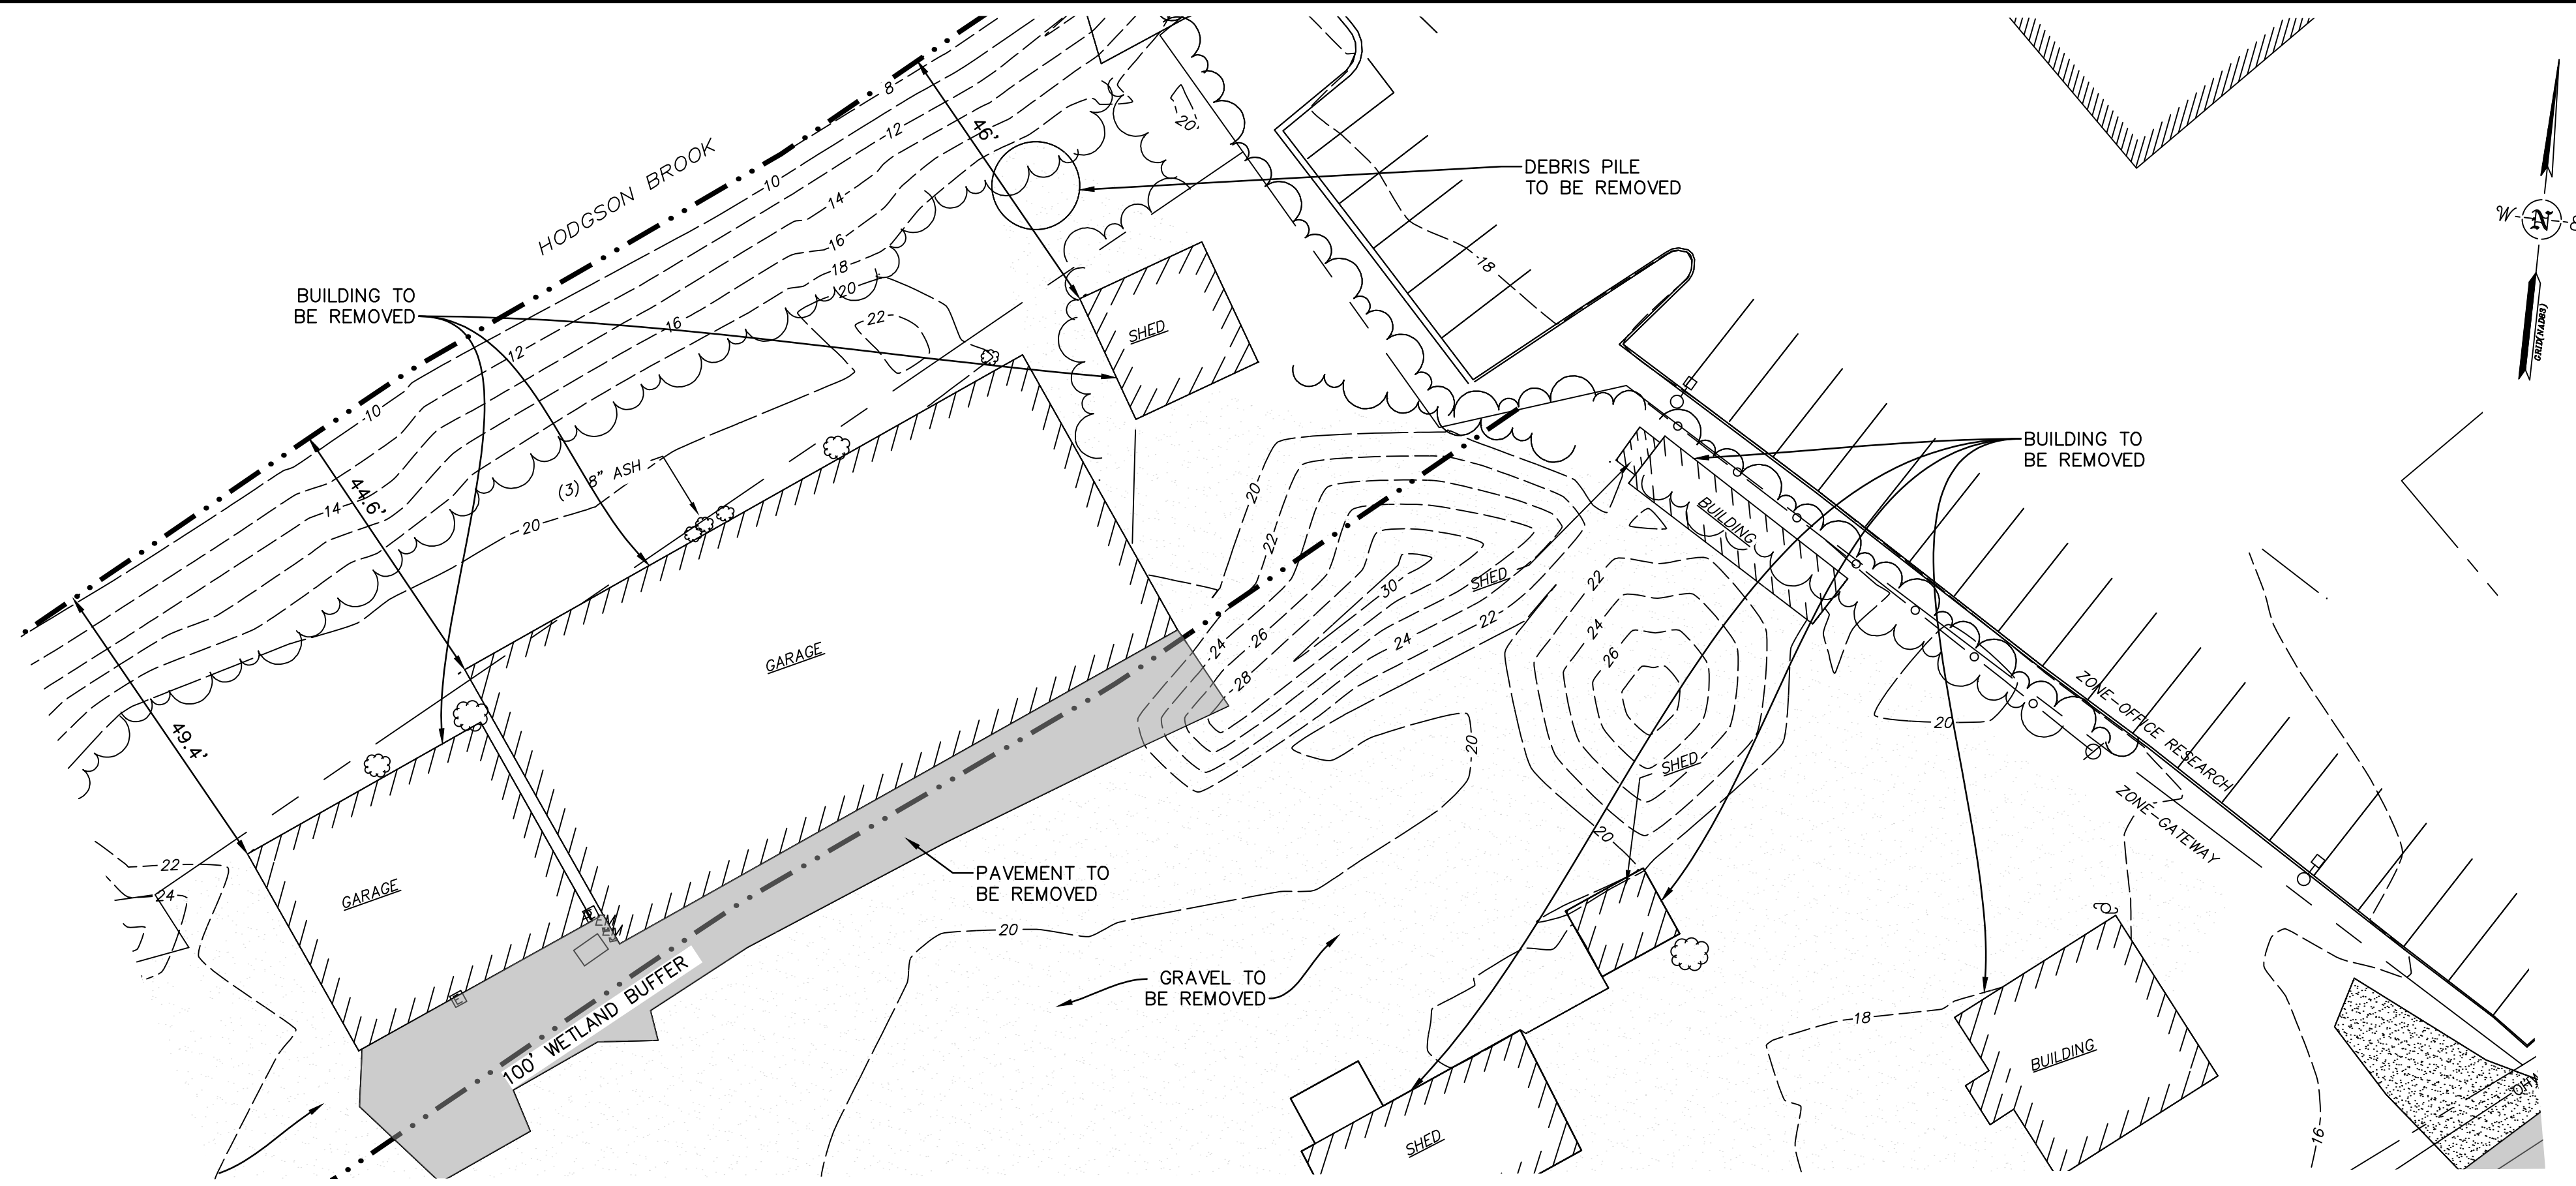 8
12
10
46'
20'
HODGSON BROOK
14
DEBRIS PILE
TO BE REMOVED
W
N
16
18
18
BUILDING TO
BE REMOVED
20
22
16
SHED
GRID(NAD83)
12
10
BUILDING TO
BE REMOVED
(3) 8" ASH
44.6'
14
20
20
22
BUILDING
SHED
30
22
24
26
22
24
26
24
28
GARAGE
49.4'
20
20
SHED
ZONE-OFFICE RESEARCH
ZONE-GATEWAY
22
24
GARAGE
PAVEMENT TO
BE REMOVED
20
20
EM
EM
E
100' WETLAND BUFFER
GRAVEL TO
BE REMOVED
18
BUILDING
SHED
16